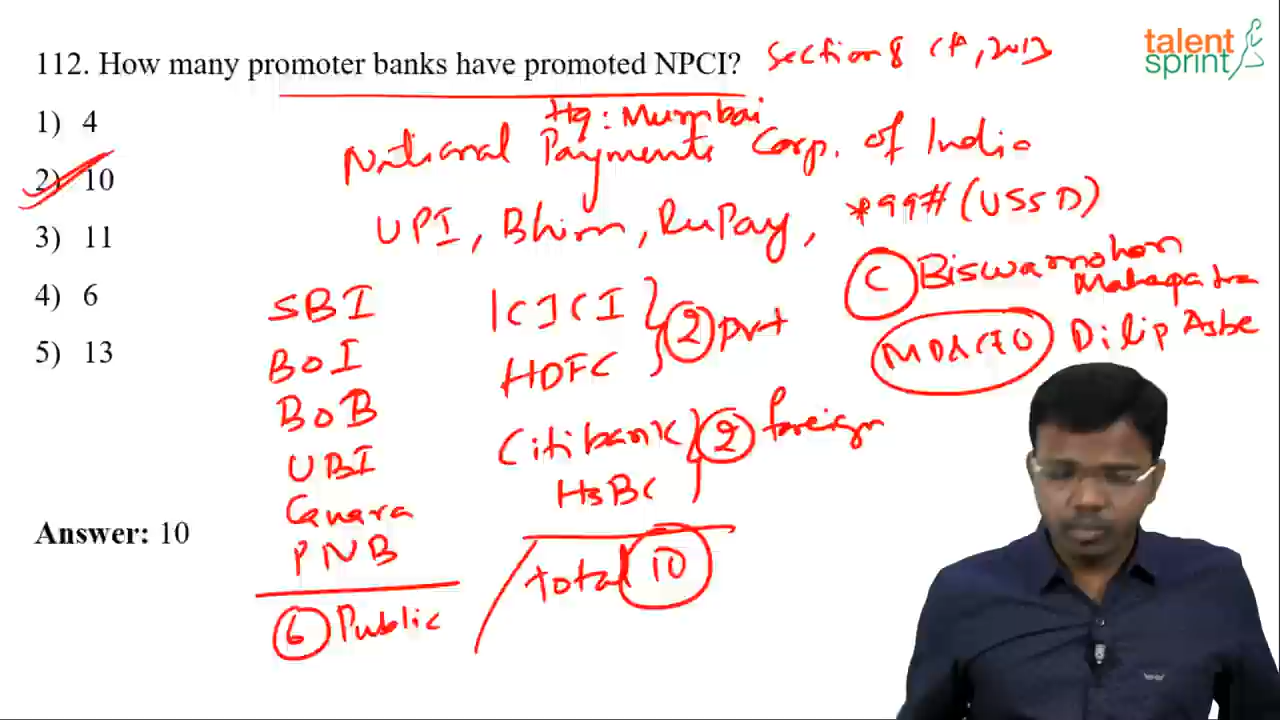 talent
sprint
112. How many promoter banks have promoted NPCI?
Section 8 CA, 2013
1) 4
2) 10
3) 11
4) 6
5) 13
Hq: Mumbai
National Payments Corp. of India
UPI, Bhim, RuPay, *99# (USSD)
C Biswamohan
Mahapatra
MD & CEO Dilip Asbe
SBI
BOI
BOB
UBI
Canara
PNB
6 Public
ICICI
HDFC
2 pvt
Citibank
HSBC
2 foreign
Total 10
Answer: 10